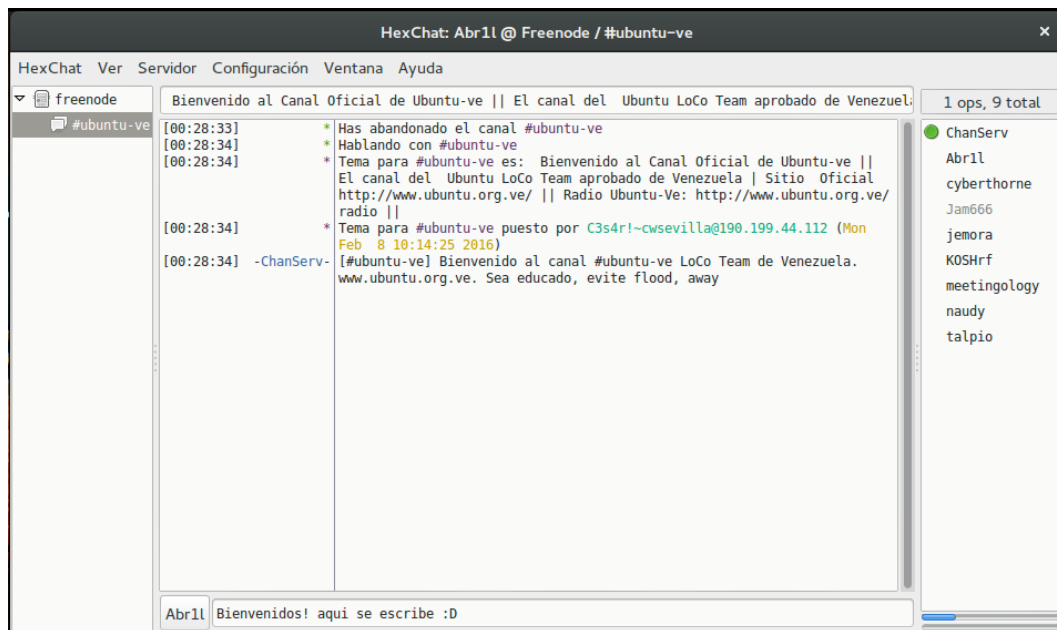 HexChat: Abr1l @ Freenode / #ubuntu-ve
HexChat Ver Servidor Configuración Ventana Ayuda
freenode
#ubuntu-ve
Bienvenido al Canal Oficial de Ubuntu-ve || El canal del Ubuntu LoCo Team aprobado de Venezuel
[00:28:33] * Has abandonado el canal #ubuntu-ve
[00:28:34] * Hablando con #ubuntu-ve
[00:28:34] * Tema para #ubuntu-ve es: Bienvenido al Canal Oficial de Ubuntu-ve ||
El canal del Ubuntu LoCo Team aprobado de Venezuela | Sitio Oficial
http://www.ubuntu.org.ve/ || Radio Ubuntu-Ve: http://www.ubuntu.org.ve/
radio ||
[00:28:34] * Tema para #ubuntu-ve puesto por C3s4r!~cwsevilla@190.199.44.112 (Mon
Feb 8 10:14:25 2016)
[00:28:34] -ChanServ- [#ubuntu-ve] Bienvenido al canal #ubuntu-ve LoCo Team de Venezuela.
www.ubuntu.org.ve. Sea educado, evite flood, away
1 ops, 9 total
ChanServ
Abr1l
cyberthorne
Jam666
jemora
KOSHrf
meetingology
naudy
talpio
Abr1l
Bienvenidos! aqui se escribe :D